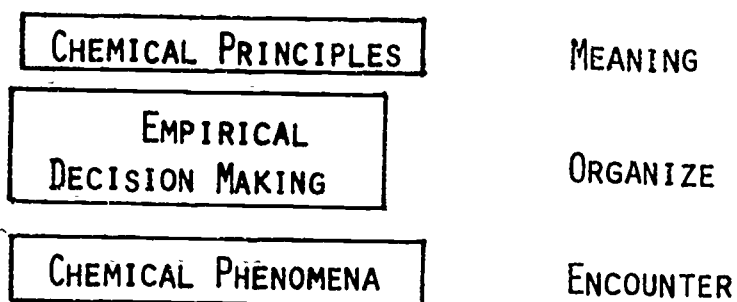 CHEMICAL PRINCIPLES MEANING
EMPIRICAL
DECISION MAKING ORGANIZE
CHEMICAL PHENOMENA ENCOUNTER